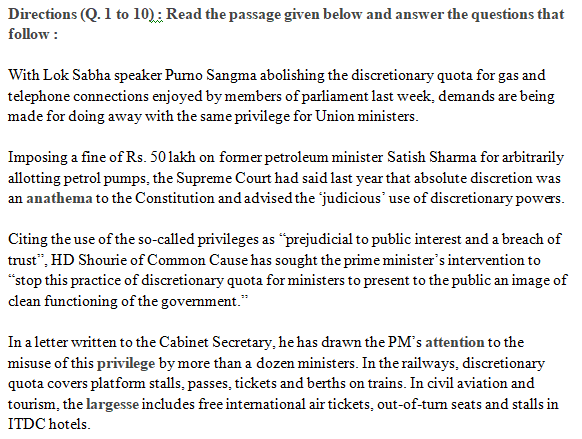 Directions (Q. 1 to 10) : Read the passage given below and answer the questions that
follow :
With Lok Sabha speaker Purno Sangma abolishing the discretionary quota for gas and
telephone connections enjoyed by members of parliament last week, demands are being
made for doing away with the same privilege for Union ministers.
Imposing a fine of Rs. 50 lakh on former petroleum minister Satish Sharma for arbitrarily
allotting petrol pumps, the Supreme Court had said last year that absolute discretion was
an anathema to the Constitution and advised the ‘judicious’ use of discretionary powers.
Citing the use of the so-called privileges as “prejudicial to public interest and a breach of
trust”, HD Shourie of Common Cause has sought the prime minister’s intervention to
“stop this practice of discretionary quota for ministers to present to the public an image of
clean functioning of the government.”
In a letter written to the Cabinet Secretary, he has drawn the PM’s attention to the
misuse of this privilege by more than a dozen ministers. In the railways, discretionary
quota covers platform stalls, passes, tickets and berths on trains. In civil aviation and
tourism, the largesse includes free international air tickets, out-of-turn seats and stalls in
ITDC hotels.